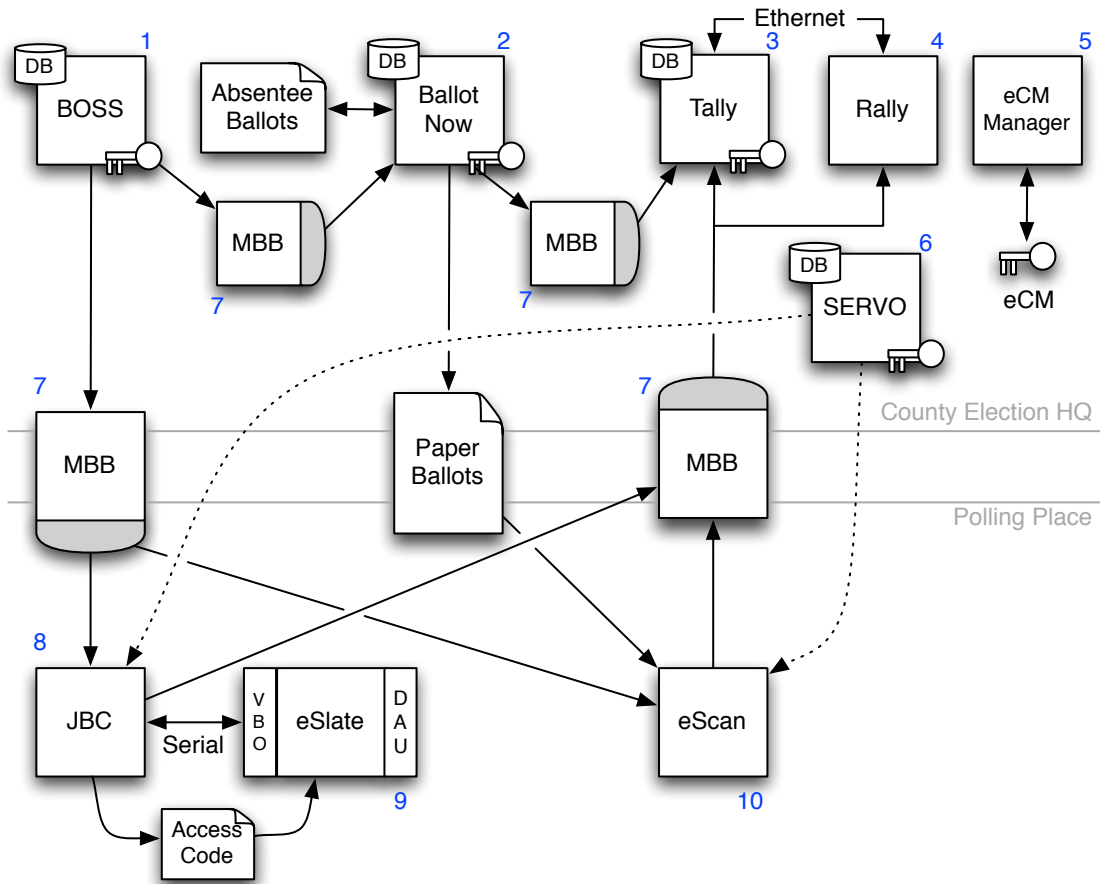 Ethernet
1
2
3
4
5
DB
BOSS
Absentee
Ballots
DB
Ballot
Now
DB
Tally
Rally
eCM
Manager
MBB
7
MBB
7
6
DB
SERVO
eCM
7
MBB
Paper
Ballots
7
MBB
County Election HQ
Polling Place
8
JBC
Serial
V
B
O
eSlate
D
A
U
9
eScan
10
Access
Code